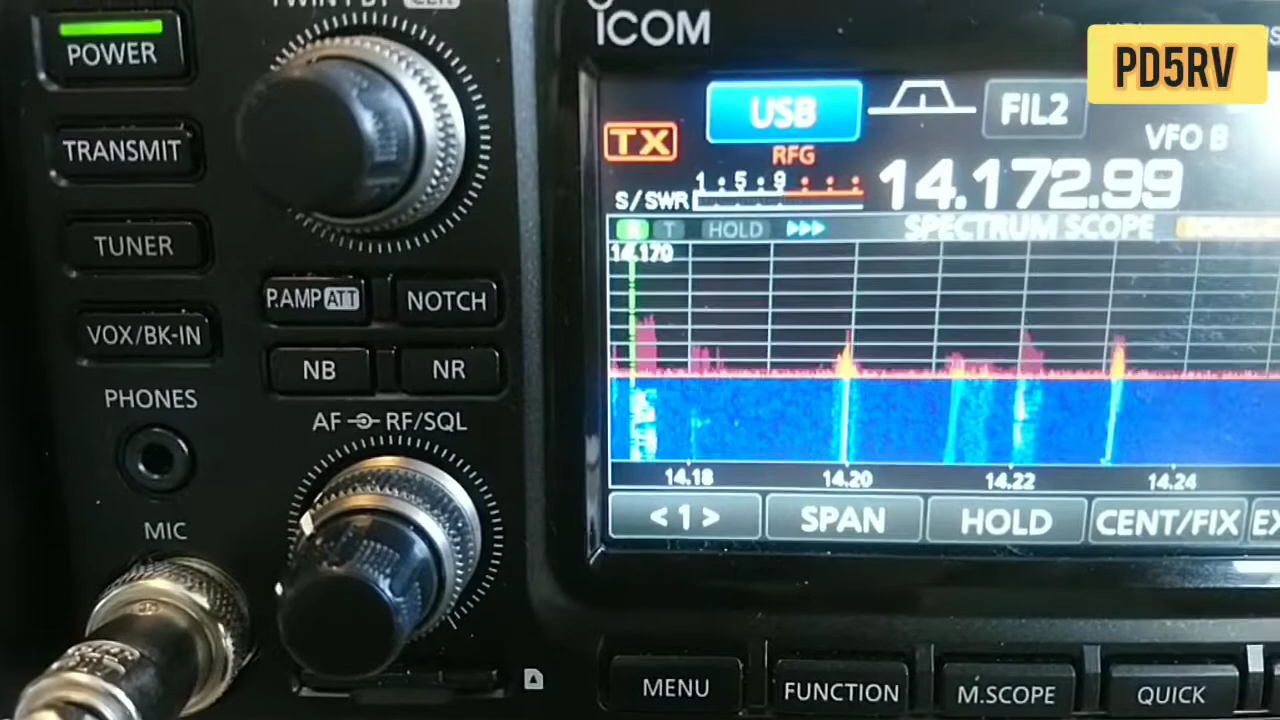 POWER
TRANSMIT
TUNER
VOX/BK-IN
PHONES
MIC
P.AMP ATT
NOTCH
NB
NR
AF RF/SQL
ICOM
PD5RV
TX
USB
FIL2
VFO B
RFG
1 5 9
S/SWR
14.172.99
T HOLD
SPECTRUM SCOPE
14.170
14.18 14.20 14.22 14.24
<1> SPAN HOLD CENT/FIX
MENU FUNCTION M.SCOPE QUICK